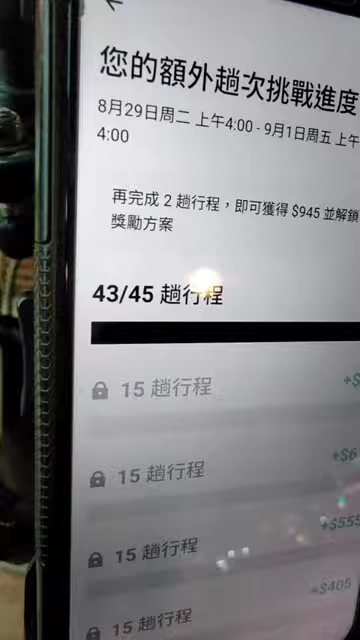 您的額外趟次挑戰進度
8月29日周二 上午4:00 - 9月1日周五 上午
4:00
再完成 2 趟行程，即可獲得 $945 並解鎖
獎勵方案
43/45 趟行程
15 趟行程 +$
15 趟行程 +$6
15 趟行程 +$555
15 趟行程 +$405